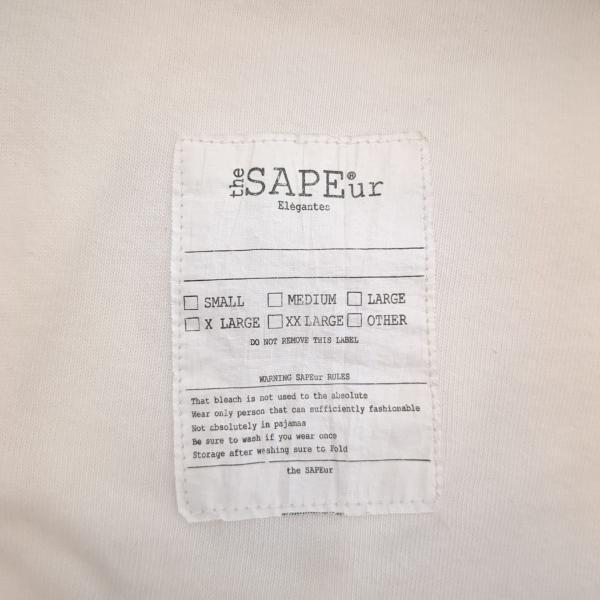 the SAPEur®
Elégantes
SMALL MEDIUM LARGE
X LARGE XX LARGE OTHER
DO NOT REMOVE THIS LABEL
WARNING SAPEur RULES
That bleach is not used to the absolute
Wear only person that can sufficiently fashionable
Not absolutely in pajamas
Be sure to wash if you wear once
Storage after washing sure to Fold
the SAPEur